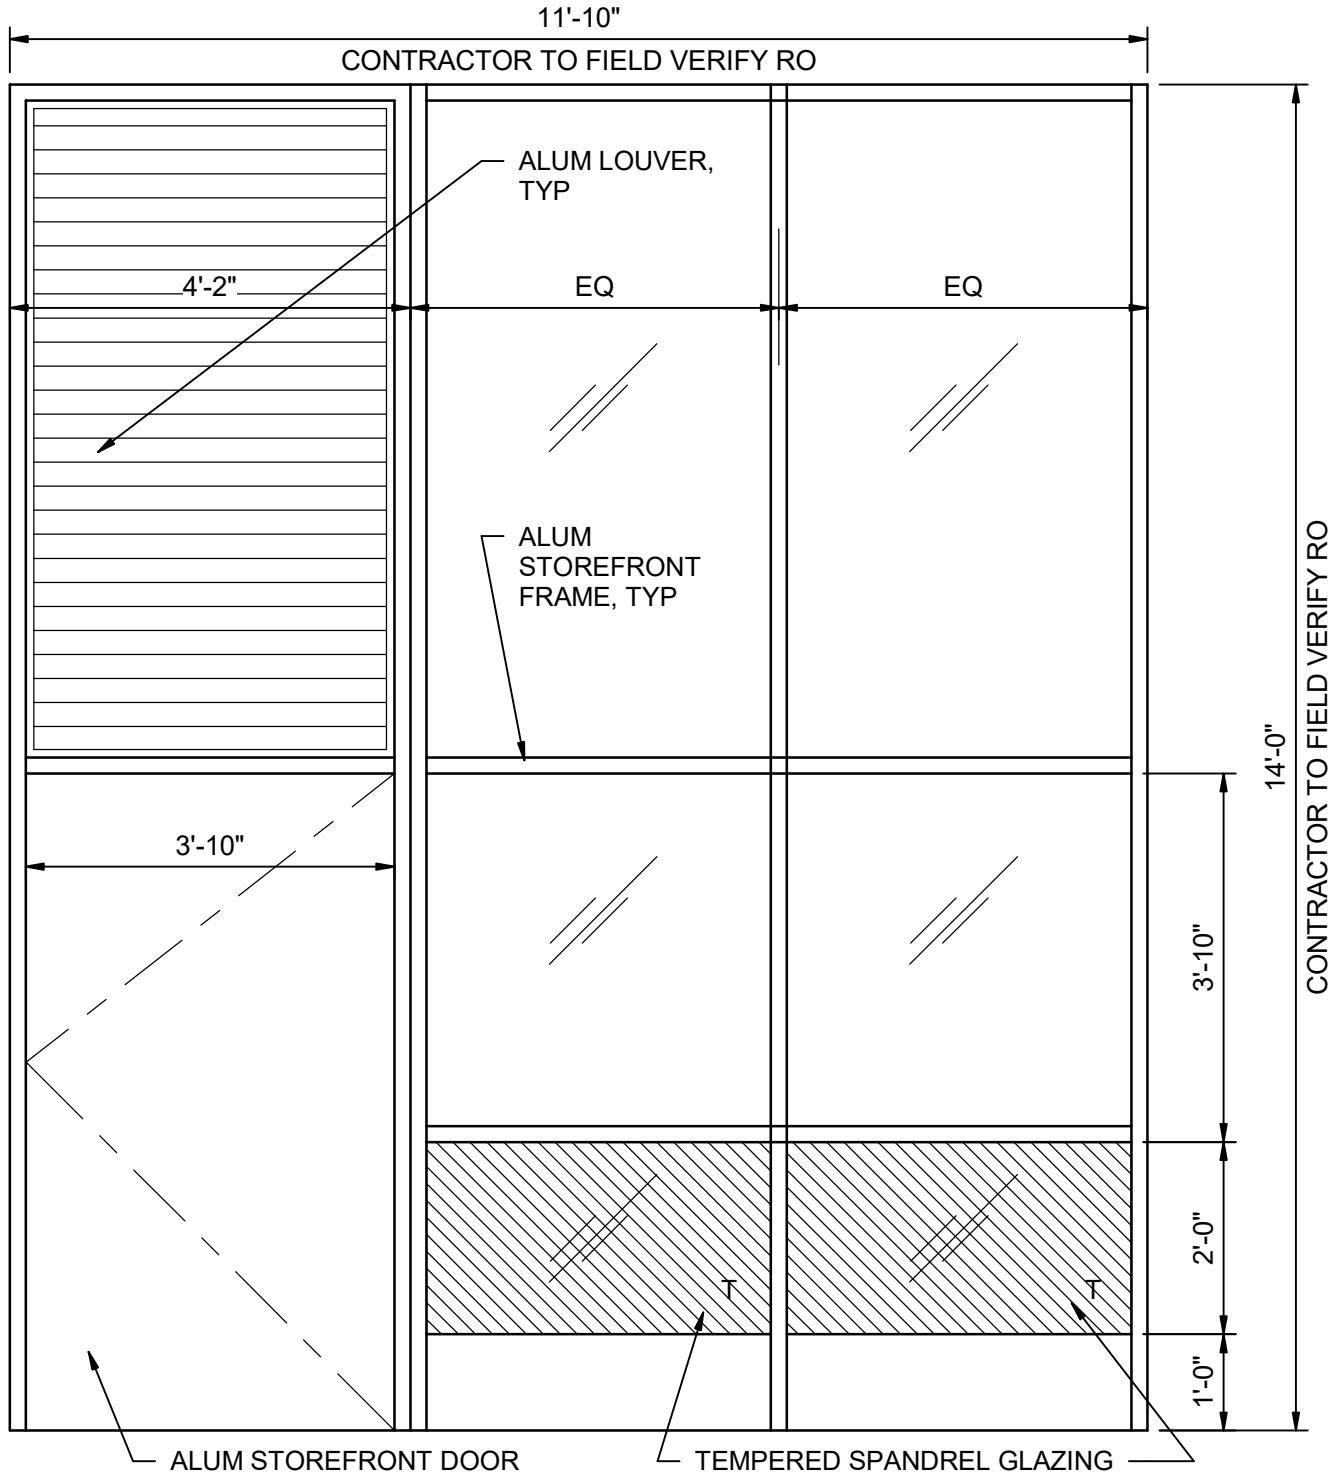 11'-10"
CONTRACTOR TO FIELD VERIFY RO
ALUM LOUVER,
TYP
4'-2"
EQ
EQ
ALUM
STOREFRONT
FRAME, TYP
14'-0"
CONTRACTOR TO FIELD VERIFY RO
3'-10"
3'-10"
2'-0"
T
T
1'-0"
ALUM STOREFRONT DOOR
TEMPERED SPANDREL GLAZING